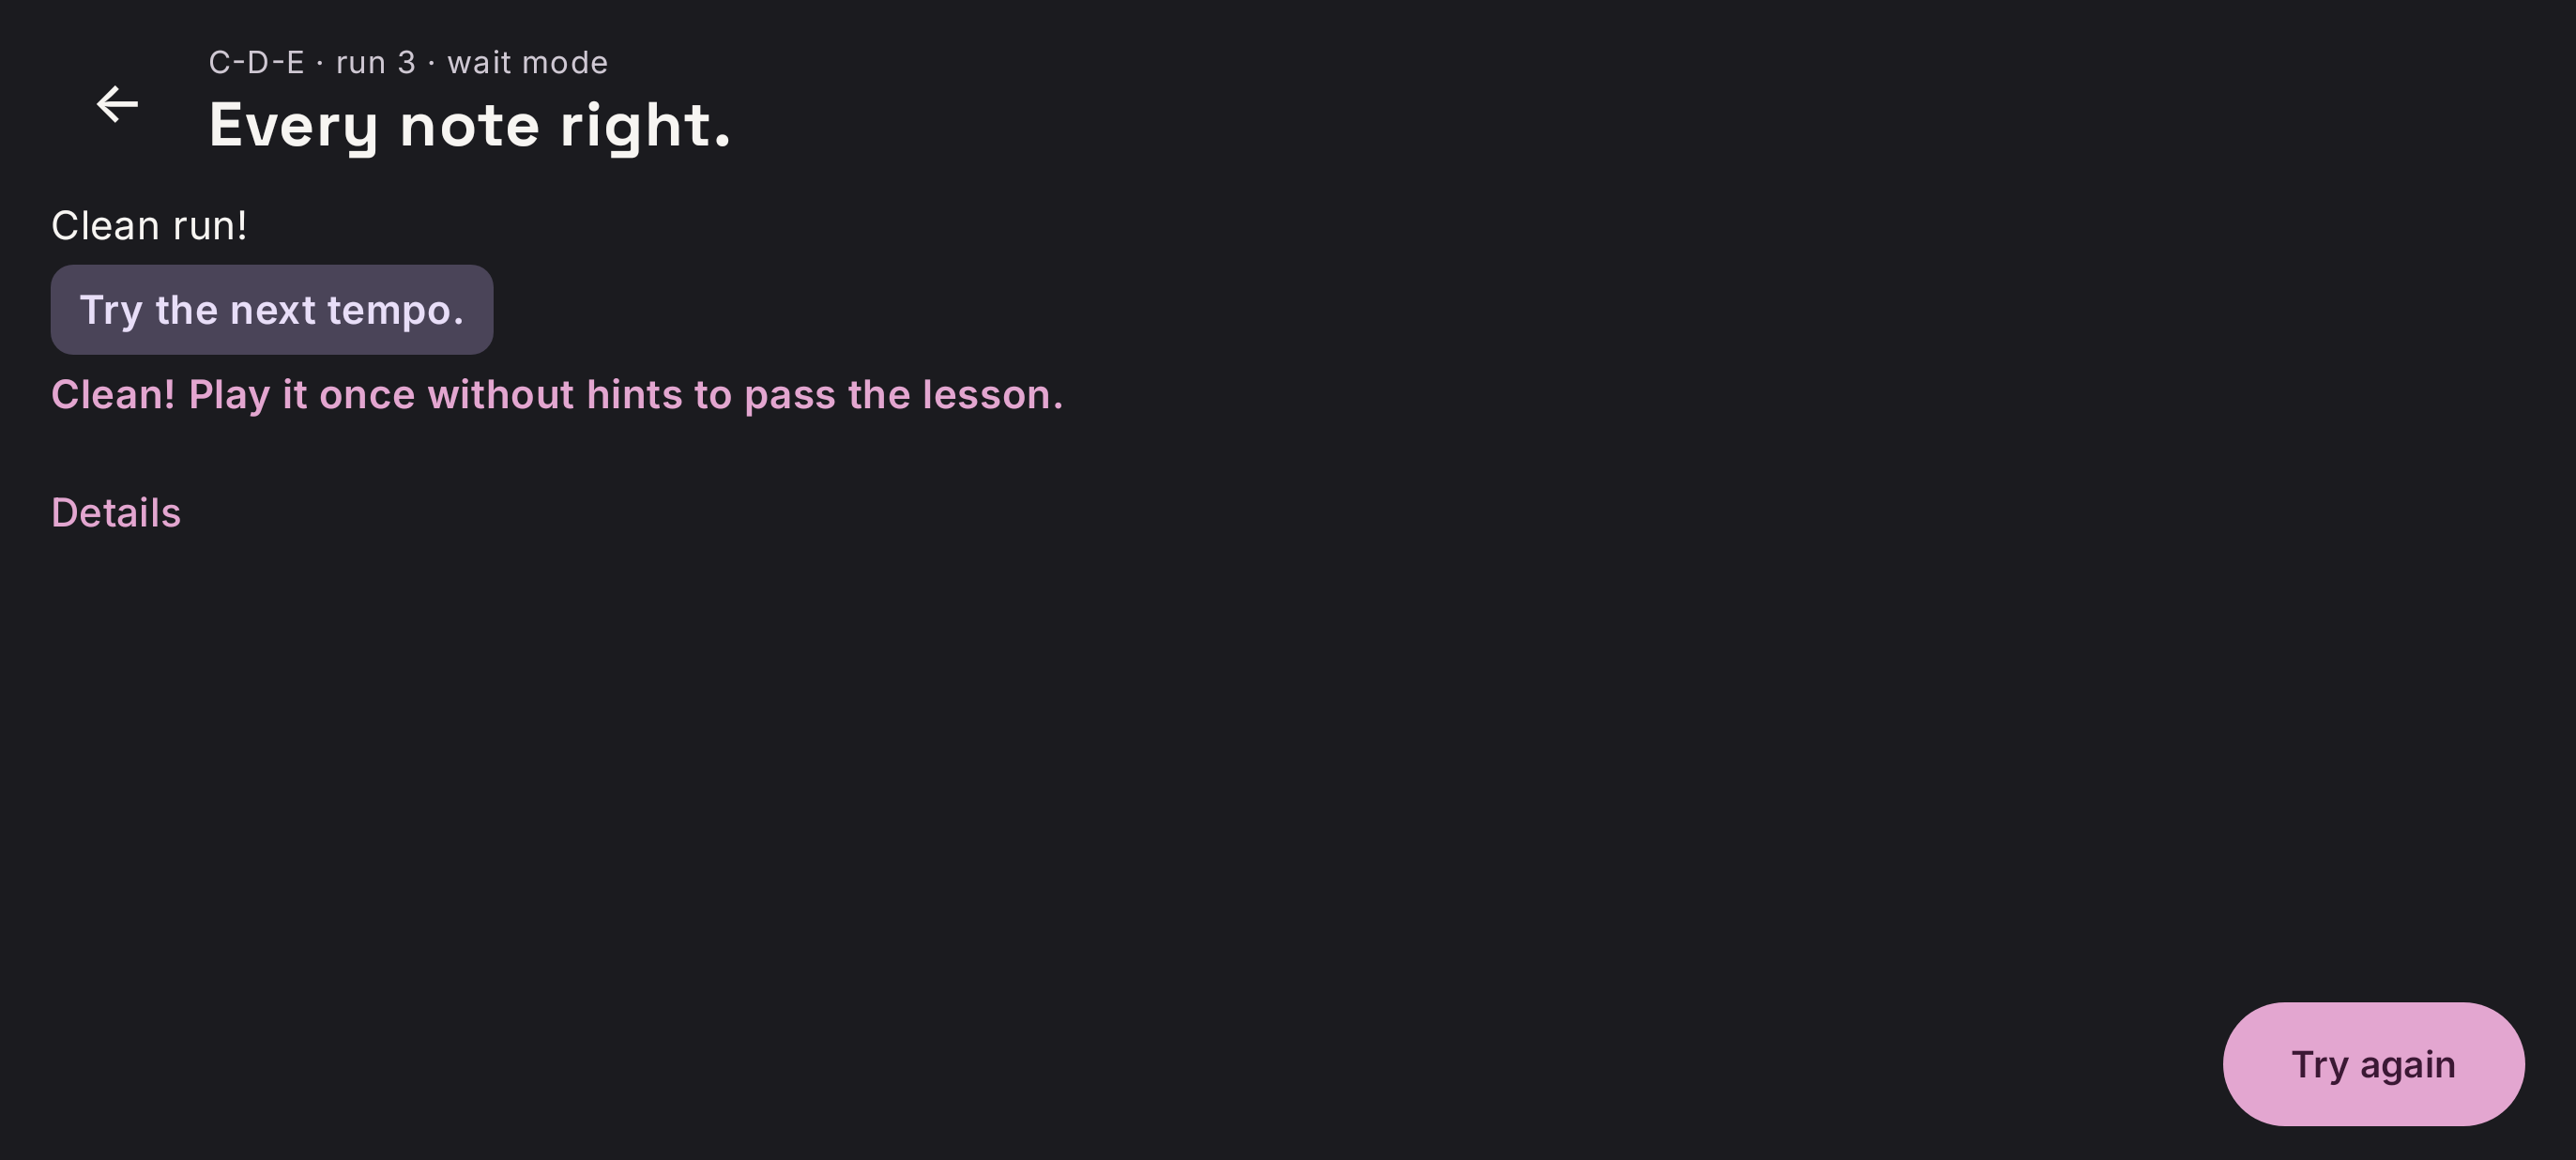 C-D-E · run 3 · wait mode
Every note right.
Clean run!
Try the next tempo.
Clean! Play it once without hints to pass the lesson.
Details
Try again